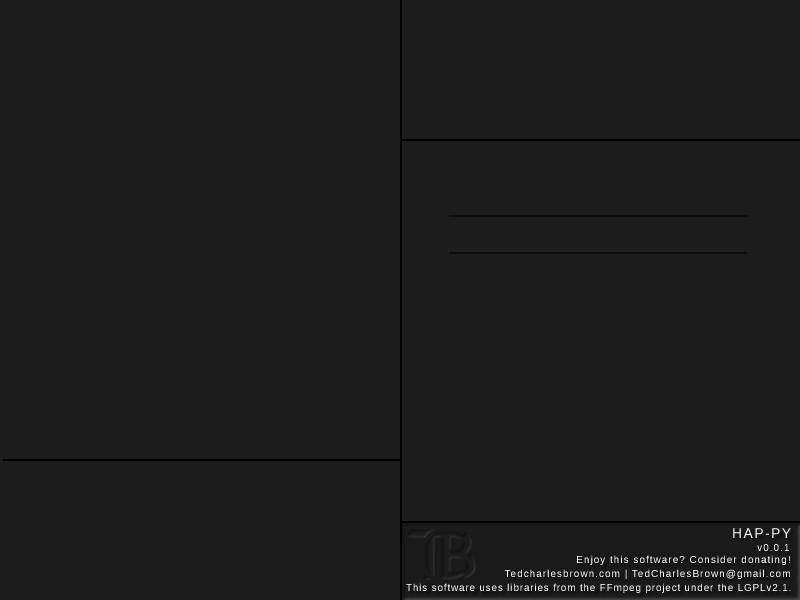 TB
HAP-PY
v0.0.1
Enjoy this software? Consider donating!
Tedcharlesbrown.com | TedCharlesBrown@gmail.com
This software uses libraries from the FFmpeg project under the LGPLv2.1.